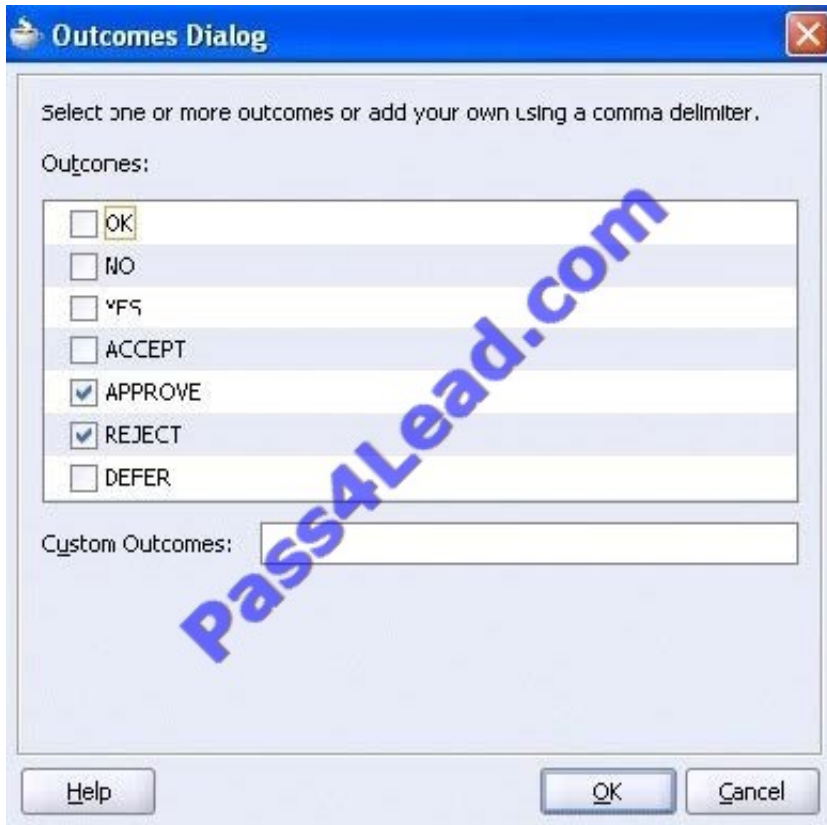 Outcomes Dialog
Select one or more outcomes or add your own using a comma delimiter.
Outcomes:
OK
NO
YES
ACCEPT
APPROVE
REJECT
DEFER
Custom Outcomes:
Pass4Lead.com
Help
OK
Cancel